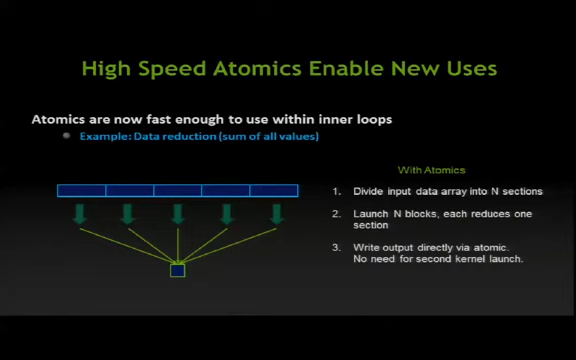 High Speed Atomics Enable New Uses
Atomics are now fast enough to use within inner loops
Example: Data reduction (sum of all values)
With Atomics
1. Divide input data array into N sections
2. Launch N blocks, each reduces one
section
3. Write output directly via atomic.
No need for second kernel launch.